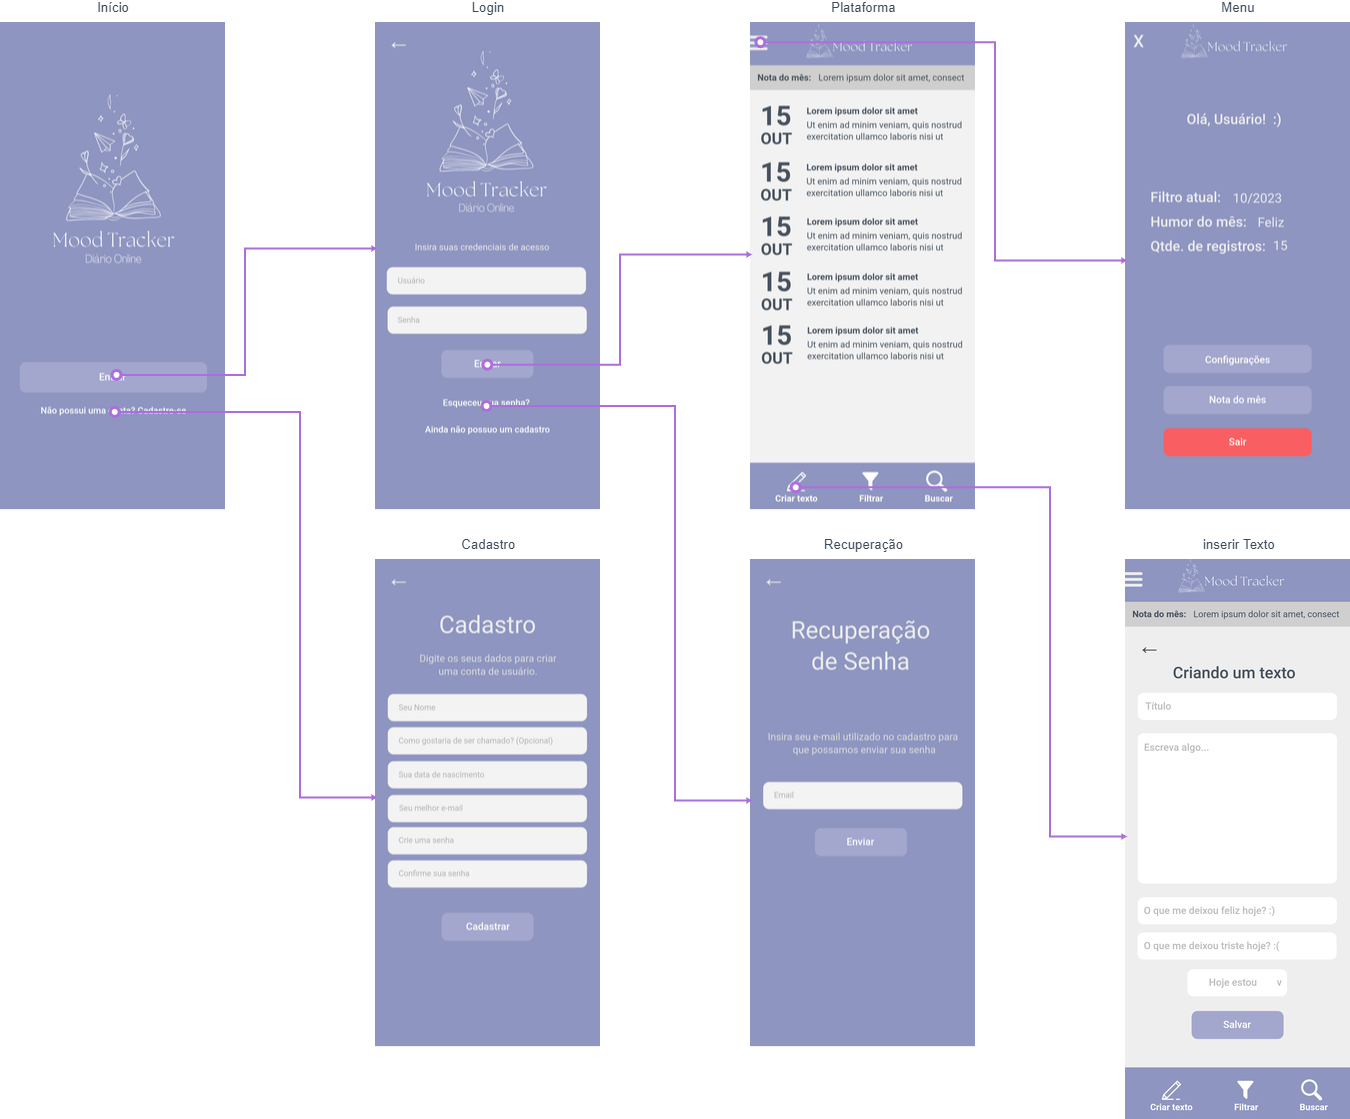 Início
Mood Tracker
Diário Online
Não possui uma
Cadastre-se
Login
←
Mood Tracker
Diário Online
Insira suas credenciais de acesso
Usuário
Senha
Esqueceu
senha?
Ainda não possuo um cadastro
Plataforma
Mood Tracker
Nota do mês: Lorem ipsum dolor sit amet, consect
15 OUT
Lorem ipsum dolor sit amet
Ut enim ad minim veniam, quis nostrud
exercitation ullamco laboris nisi ut
15 OUT
Lorem ipsum dolor sit amet
Ut enim ad minim veniam, quis nostrud
exercitation ullamco laboris nisi ut
15 OUT
Lorem ipsum dolor sit amet
Ut enim ad minim veniam, quis nostrud
exercitation ullamco laboris nisi ut
15 OUT
Lorem ipsum dolor sit amet
Ut enim ad minim veniam, quis nostrud
exercitation ullamco laboris nisi ut
15 OUT
Lorem ipsum dolor sit amet
Ut enim ad minim veniam, quis nostrud
exercitation ullamco laboris nisi ut
Criar texto Filtrar Buscar
Menu
X
Mood Tracker
Olá, Usuário! :)
Filtro atual: 10/2023
Humor do mês: Feliz
Qtde. de registros: 15
Configurações
Nota do mês
Sair
Cadastro
←
Cadastro
Digite os seus dados para criar
uma conta de usuário.
Seu Nome
Como gostaria de ser chamado? (Opcional)
Sua data de nascimento
Seu melhor e-mail
Crie uma senha
Confirme sua senha
Cadastrar
Recuperação
←
Recuperação
de Senha
Insira seu e-mail utilizado no cadastro para
que possamos enviar sua senha
Email
Enviar
inserir Texto
Mood Tracker
Nota do mês: Lorem ipsum dolor sit amet, consect
←
Criando um texto
Título
Escreva algo...
O que me deixou feliz hoje? :)
O que me deixou triste hoje? :(
Hoje estou v
Salvar
Criar texto Filtrar Buscar